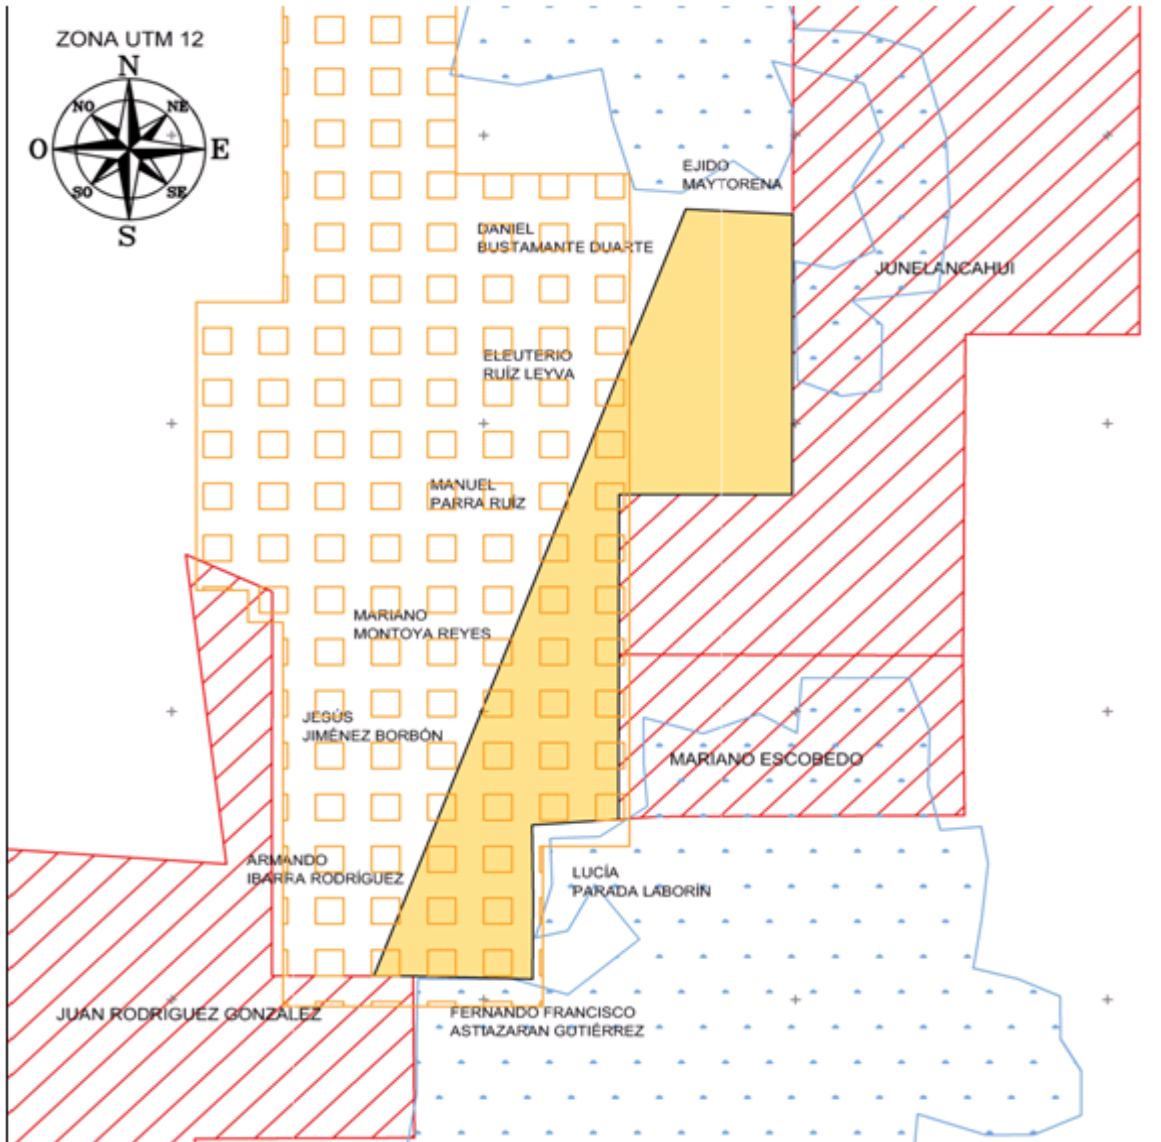 ZONA UTM 12
N
NO
NE
O
E
SO
SE
S
EJIDO
MAYTORENA
DANIEL
BUSTAMANTE DUARTE
JUNELANCAHUI
ELEUTERIO
RUÍZ LEYVA
MANUEL
PARRA RUÍZ
MARIANO
MONTOYA REYES
JESÚS
JIMÉNEZ BORBÓN
MARIANO ESCOBEDO
ARMANDO
IBARRA RODRÍGUEZ
LUCÍA
PARADA LABORÍN
JUAN RODRÍGUEZ GONZÁLEZ
FERNANDO FRANCISCO
ASTIAZARAN GUTIÉRREZ